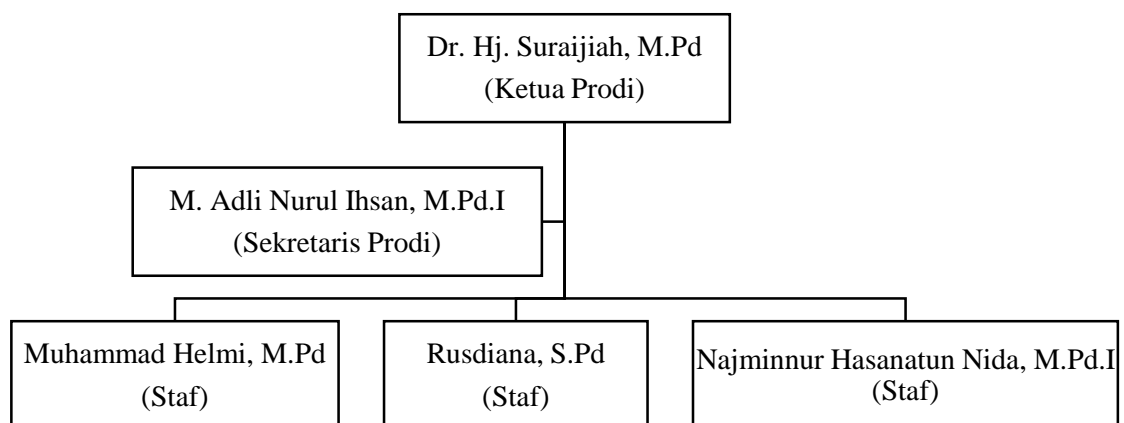 Dr. Hj. Suraijiah, M.Pd
(Ketua Prodi)
M. Adli Nurul Ihsan, M.Pd.I
(Sekretaris Prodi)
Muhammad Helmi, M.Pd
(Staf)
Rusdiana, S.Pd
(Staf)
Najminnur Hasanatun Nida, M.Pd.I
(Staf)